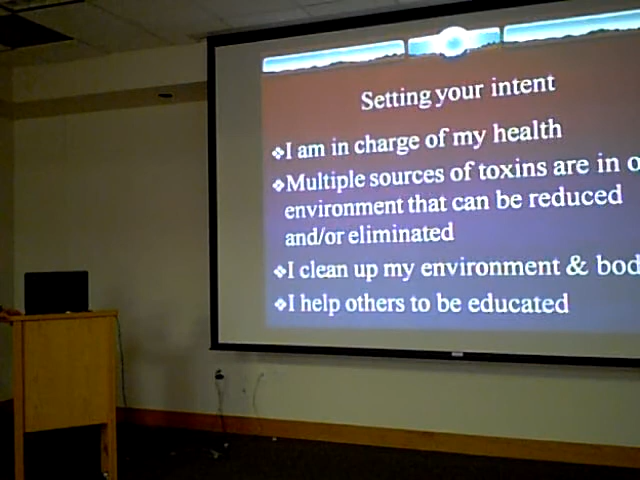 Setting your intent
❖I am in charge of my health
❖Multiple sources of toxins are in
environment that can be reduced
and/or eliminated
❖I clean up my environment &
❖I help others to be educated